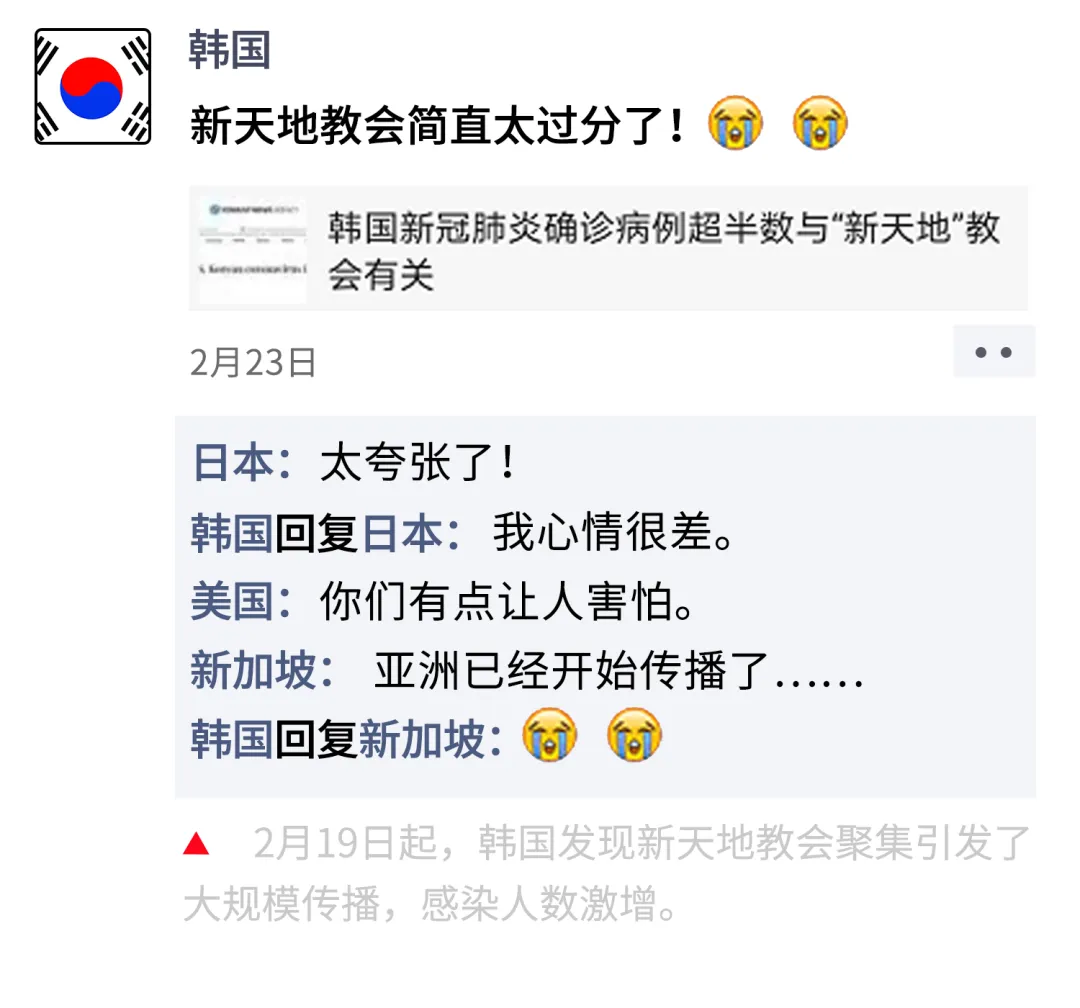 韩国
新天地教会简直太过分了！😭 😭
韩国新冠肺炎确诊病例超半数与“新天地”教
会有关
2月23日
日本：太夸张了！
韩国回复日本：我心情很差。
美国：你们有点让人害怕。
新加坡： 亚洲已经开始传播了……
韩国回复新加坡：😭 😭
▲ 2月19日起，韩国发现新天地教会聚集引发了
大规模传播，感染人数激增。